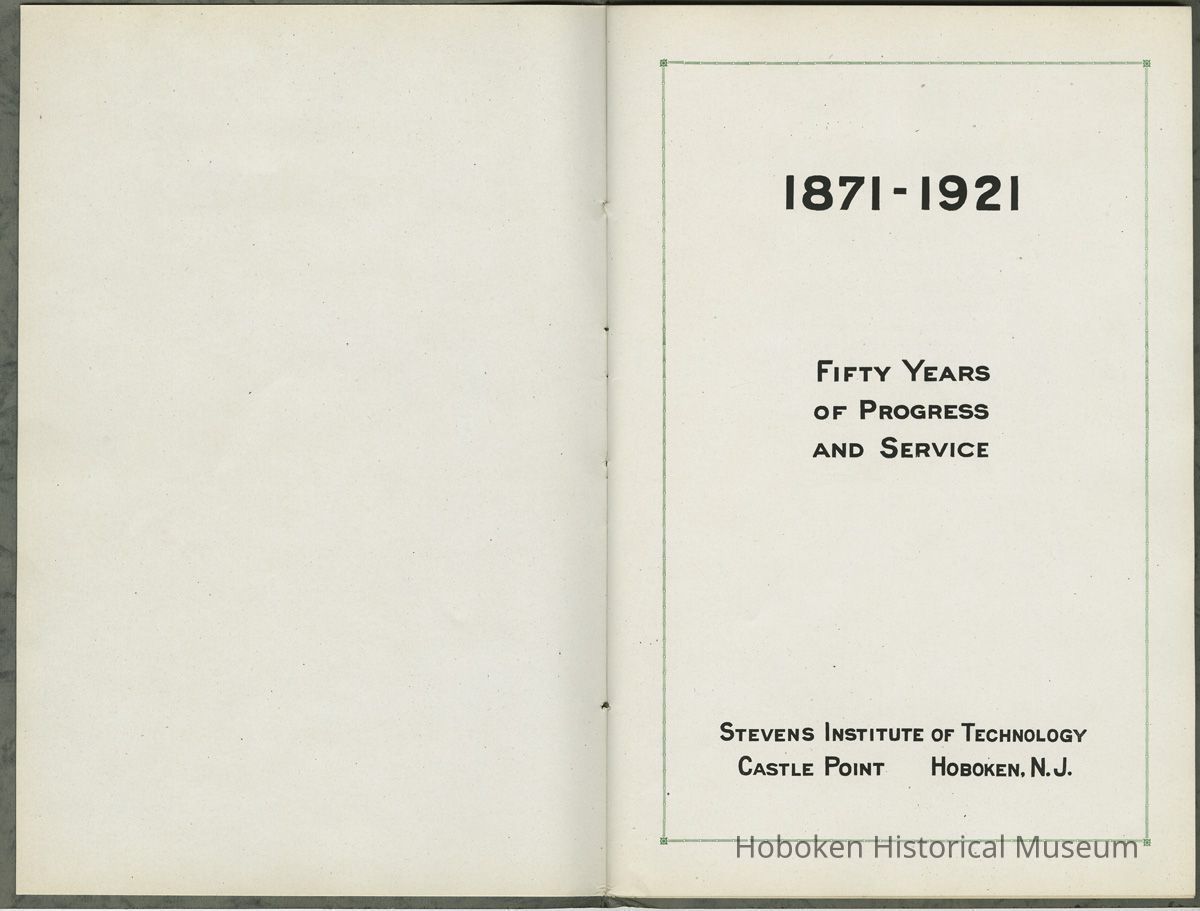 1871-1921
FIFTY YEARS
OF PROGRESS
AND SERVICE
STEVENS INSTITUTE OF TECHNOLOGY
CASTLE POINT HOBOKEN, N.J.
Hoboken Historical Museum